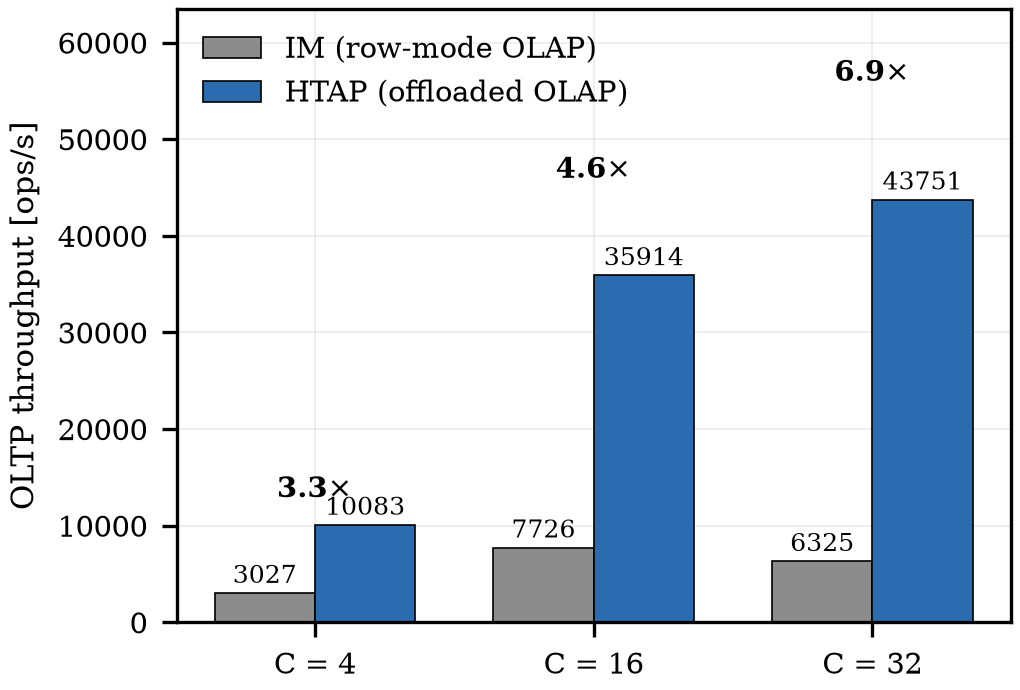 60000
50000
40000
30000
20000
10000
0
OLTP throughput [ops/s]
IM (row-mode OLAP)
HTAP (offloaded OLAP)
3.3×
4.6×
6.9×
3027
10083
7726
35914
6325
43751
C = 4
C = 16
C = 32